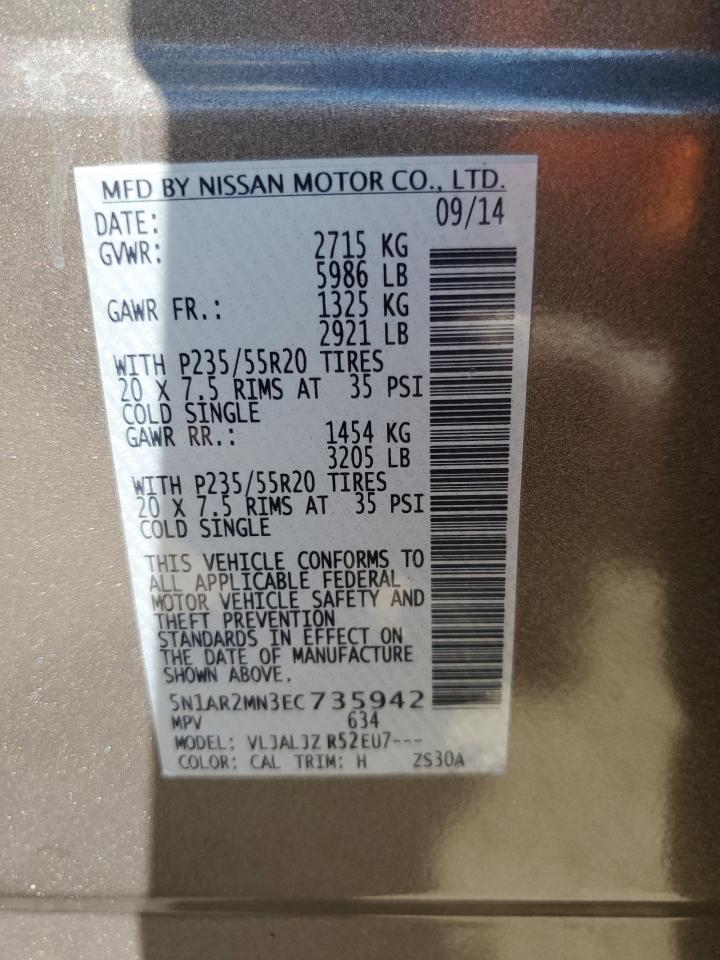 MFD BY NISSAN MOTOR CO., LTD.
DATE: 09/14
GVWR: 2715 KG
5986 LB
GAWR FR.: 1325 KG
2921 LB
WITH P235/55R20 TIRES
20 X 7.5 RIMS AT 35 PSI
COLD SINGLE
GAWR RR.: 1454 KG
3205 LB
WITH P235/55R20 TIRES
20 X 7.5 RIMS AT 35 PSI
COLD SINGLE
THIS VEHICLE CONFORMS TO
ALL APPLICABLE FEDERAL
MOTOR VEHICLE SAFETY AND
THEFT PREVENTION
STANDARDS IN EFFECT ON
THE DATE OF MANUFACTURE
SHOWN ABOVE.
5N1AR2MN3EC735942
MPV 634
MODEL: VLJALJZ R52EU7---
COLOR: CAL TRIM: H ZS30A